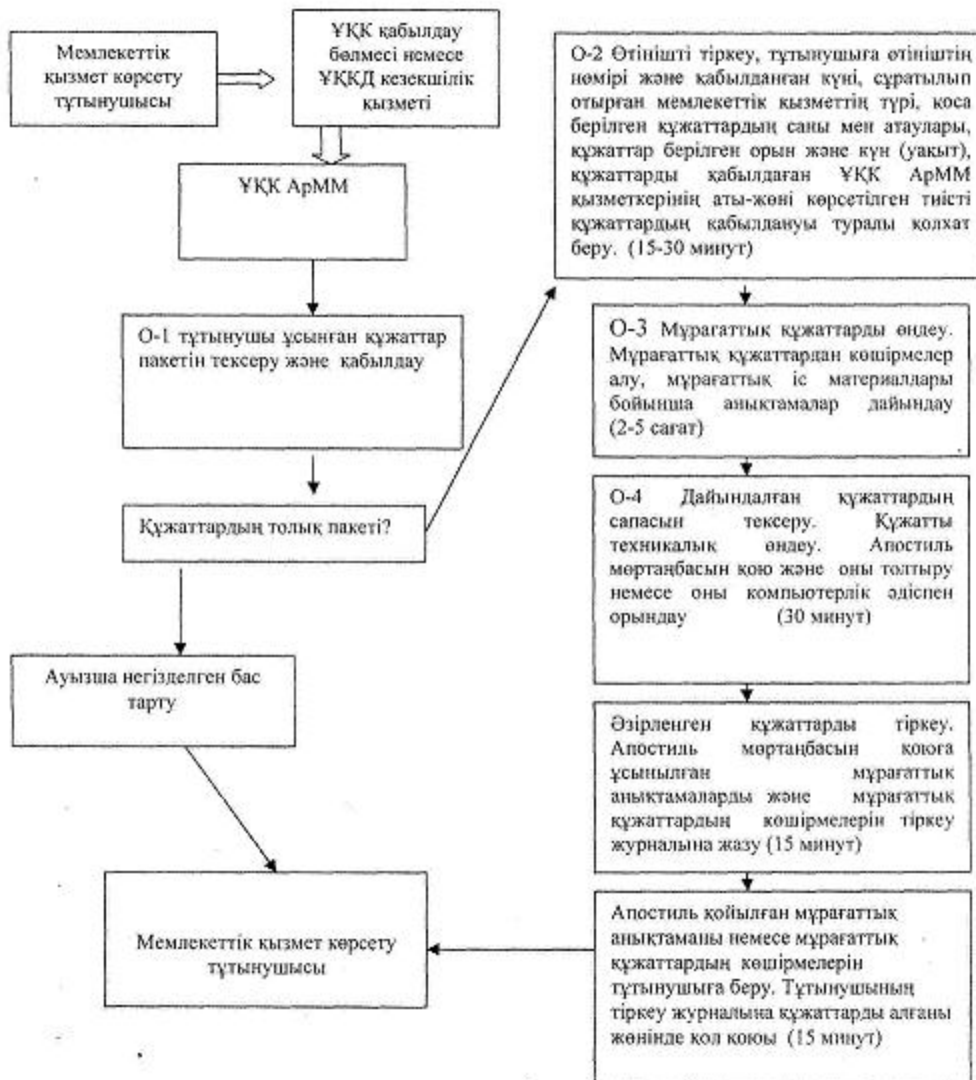 Мемлекеттік
қызмет көрсету
тұтынушысы
ҰҚК қабылдау
бөлмесі немесе
ҰҚКД кезекшілік
қызметі
ҰҚК АрММ
О-1 тұтынушы ұсынған құжаттар
пакетін тексеру және қабылдау
Құжаттардың толық пакеті?
Ауызша негізделген бас
тарту
О-2 Өтінішті тіркеу, тұтынушыға өтініштің
нөмірі және қабылданған күні, сұратылып
отырған мемлекеттік қызметтің түрі, қоса
берілген құжаттардың саны мен атаулары,
құжаттар берілген орын және күн (уақыт),
құжаттарды қабылдаған ҰҚК АрММ
қызметкерінің аты-жөні көрсетілген тиісті
құжаттардың қабылдануы туралы қолхат
беру. (15-30 минут)
О-3 Мұрағаттық құжаттарды өңдеу.
Мұрағаттық құжаттардан көшірмелер
алу, мұрағаттық іс материалдары
бойынша анықтамалар дайындау
(2-5 сағат)
О-4 Дайындалған құжаттардың
сапасын тексеру. Құжатты
техникалық өңдеу. Апостиль
мөртаңбасын қою және оны толтыру
немесе оны компьютерлік әдіспен
орындау (30 минут)
Әзірленген құжаттарды тіркеу.
Апостиль мөртаңбасын қоюға
ұсынылған мұрағаттық
анықтамаларды және мұрағаттық
құжаттардың көшірмелерін тіркеу
журналына жазу (15 минут)
Апостиль қойылған мұрағаттық
анықтаманы немесе мұрағаттық
құжаттардың көшірмелерін
тұтынушыға беру. Тұтынушының
тіркеу журналына құжаттарды алғаны
жөнінде қол қоюы (15 минут)
Мемлекеттік қызмет көрсету
тұтынушысы